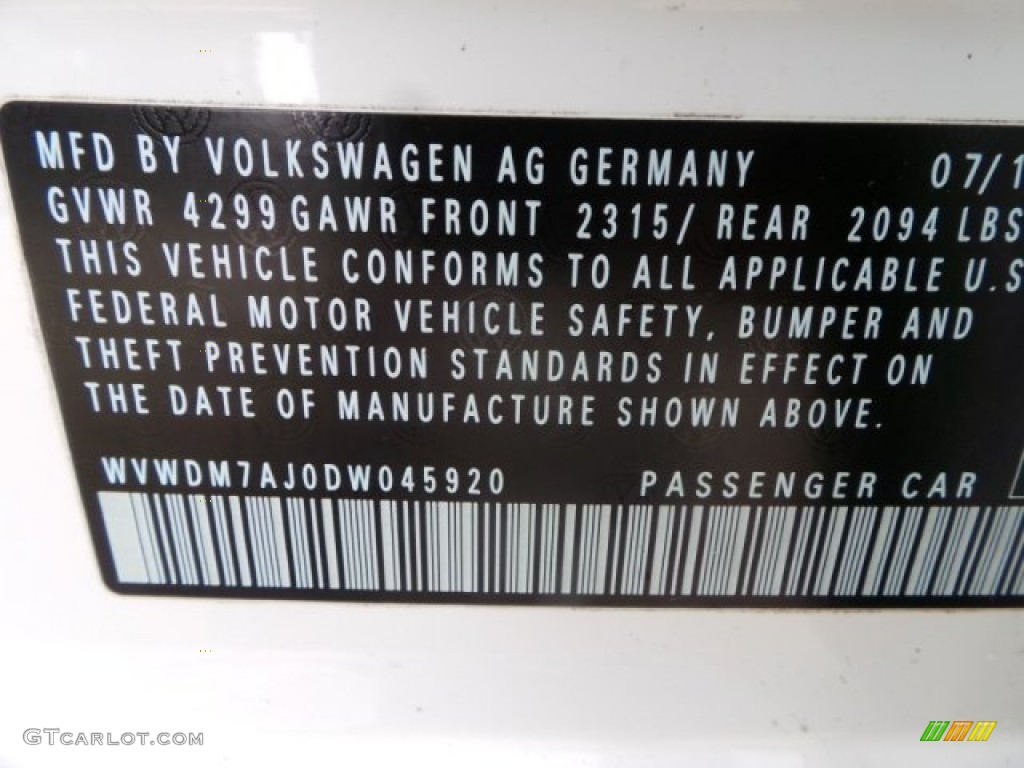 MFD BY VOLKSWAGEN AG GERMANY 07/1
GVWR 4299 GAWR FRONT 2315/ REAR 2094 LBS
THIS VEHICLE CONFORMS TO ALL APPLICABLE U.S
FEDERAL MOTOR VEHICLE SAFETY, BUMPER AND
THEFT PREVENTION STANDARDS IN EFFECT ON
THE DATE OF MANUFACTURE SHOWN ABOVE.
WVWDM7AJ0DW045920 PASSENGER CAR
GTCarLot.com